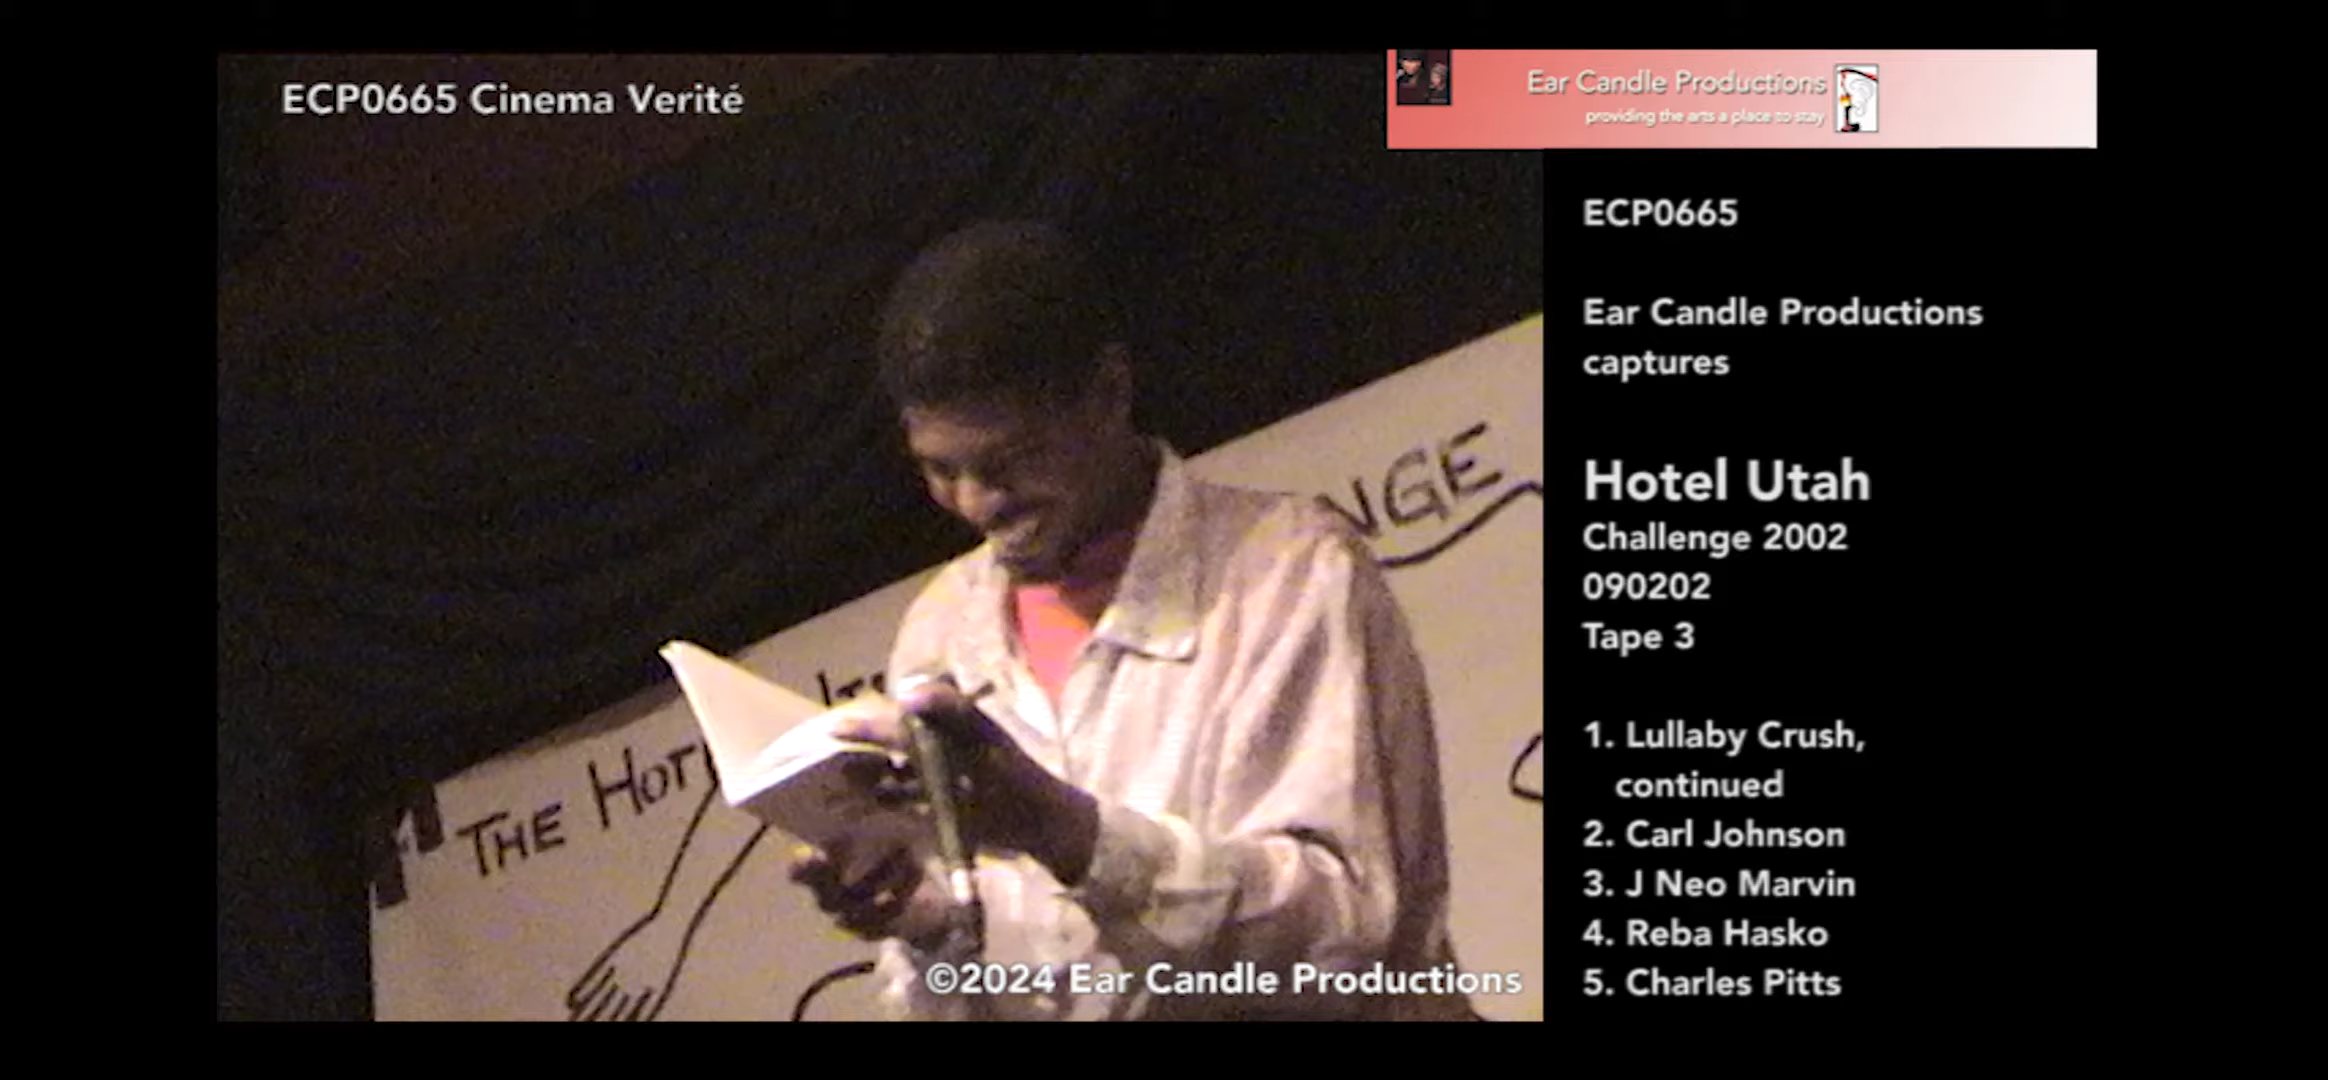 ECP0665 Cinema Verité
Ear Candle Productions
providing the arts a place to stay
ECP0665
Ear Candle Productions
captures
Hotel Utah
Challenge 2002
090202
Tape 3
1. Lullaby Crush,
continued
2. Carl Johnson
3. J Neo Marvin
4. Reba Hasko
5. Charles Pitts
NGE
THE HOT
©2024 Ear Candle Productions